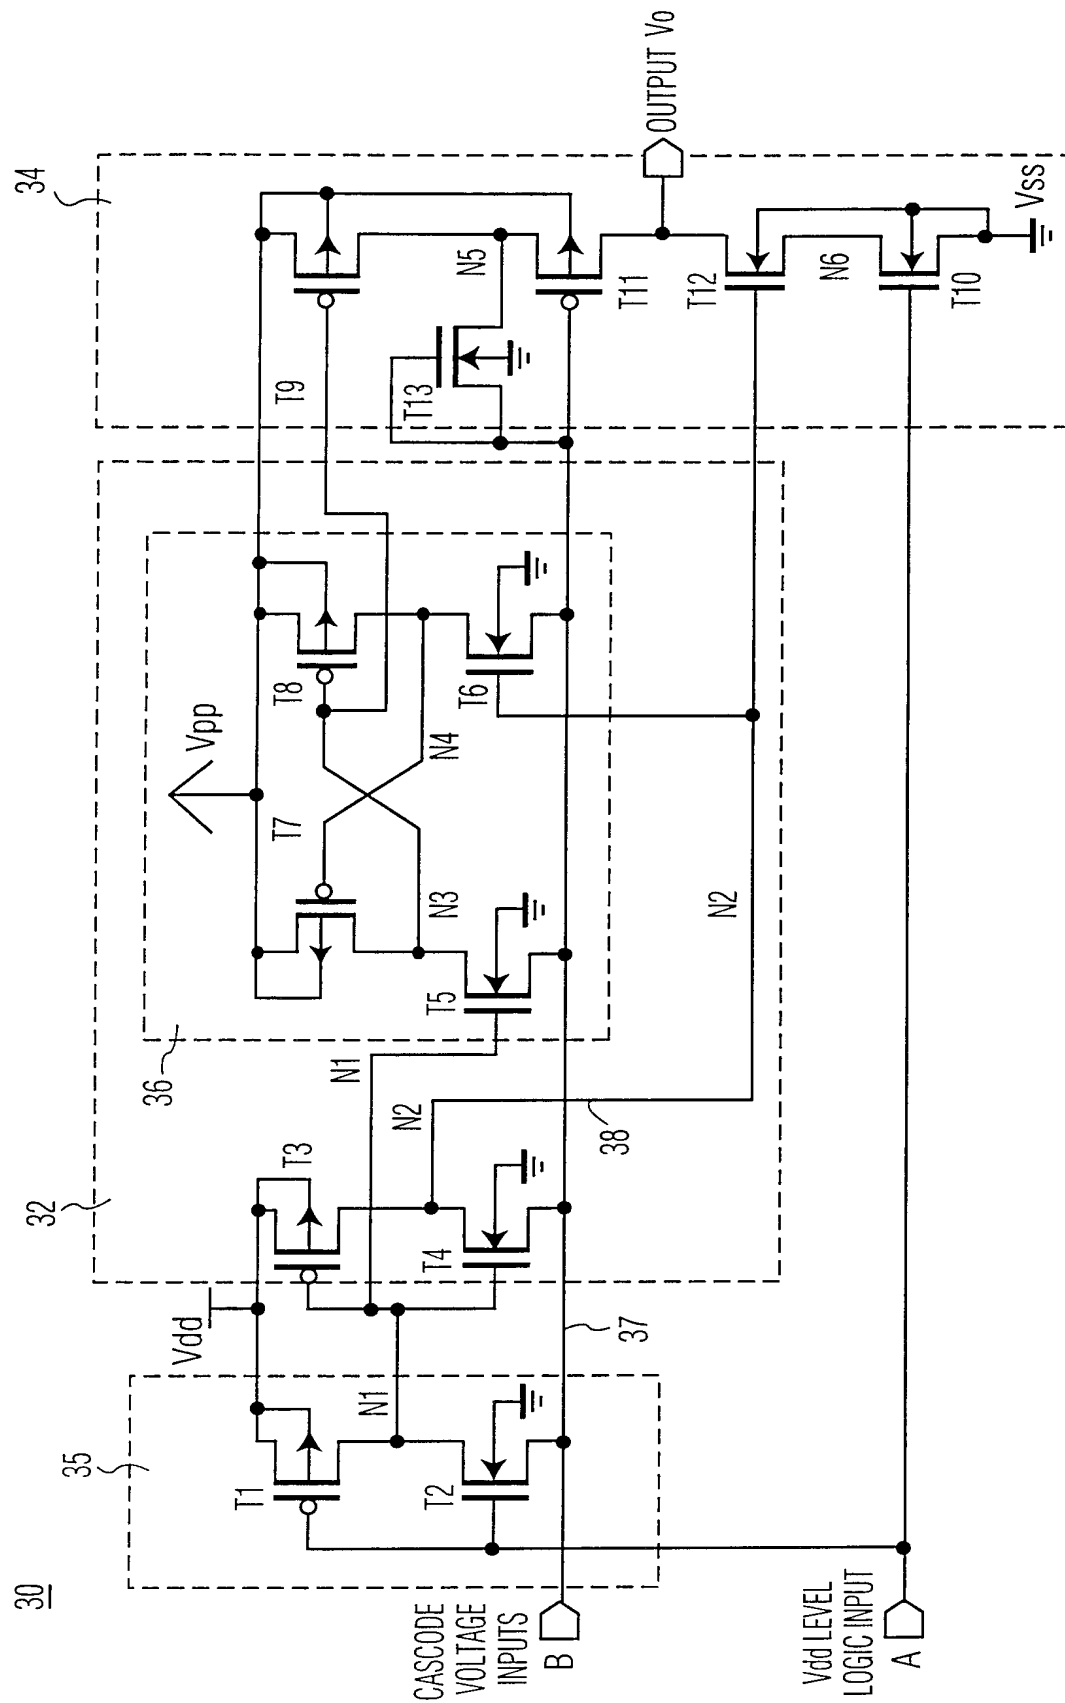 30
35
32
36
34
Vdd
Vpp
T1
T2
N1
T3
T4
N1
N2
38
37
T5
N3
T7
T8
N4
T6
N2
T9
T13
N5
T11
T12
N6
T10
Vss
OUTPUT Vo
CASCODE
VOLTAGE
INPUTS
B
Vdd LEVEL
LOGIC INPUT
A